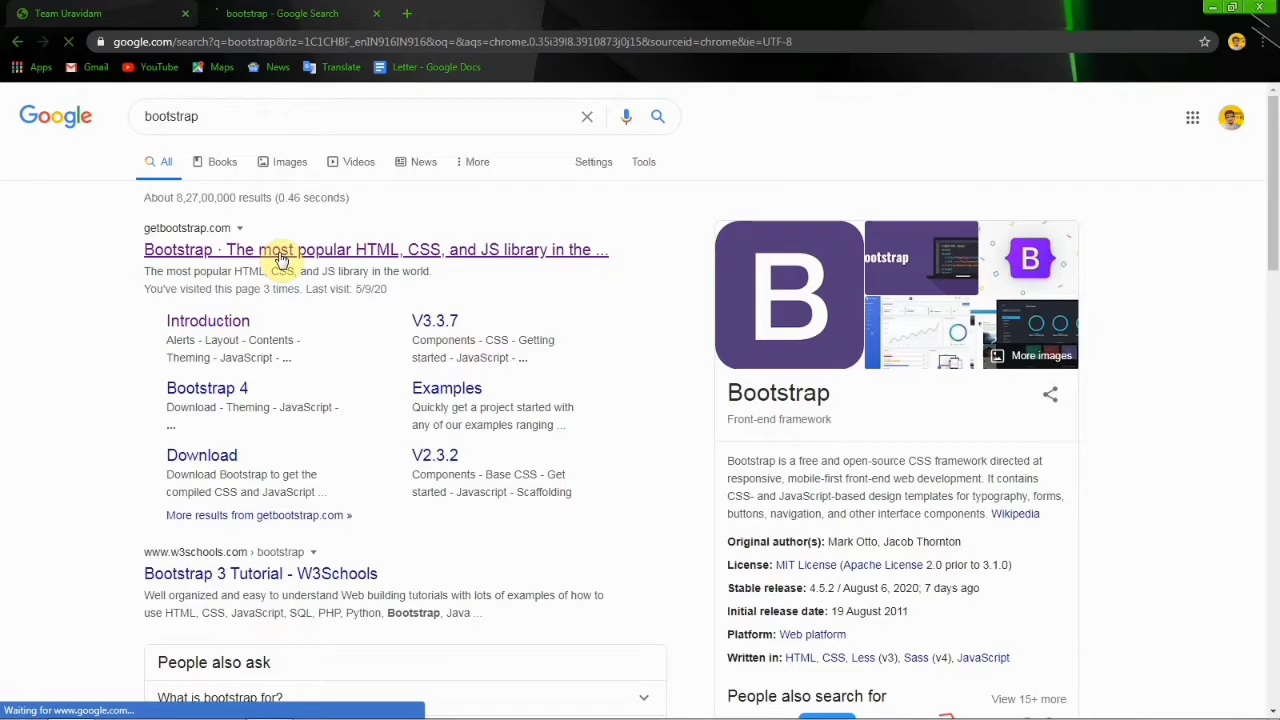 Team Uravidam
bootstrap - Google Search
google.com/search?q=bootstrap&rlz=1C1CHBF_enIN916IN916&oq=&aqs=chrome.0.35i39l8.3910873j0j15&sourceid=chrome&ie=UTF-8
Apps Gmail YouTube Maps News Translate Letter - Google Docs
Google
bootstrap
All Books Images Videos News More Settings Tools
About 8,27,00,000 results (0.46 seconds)
getbootstrap.com
Bootstrap · The most popular HTML, CSS, and JS library in the ...
The most popular HTML, CSS, and JS library in the world.
You've visited this page 3 times. Last visit: 5/9/20
Introduction
Alerts - Layout - Contents -
Theming - JavaScript - ...
V3.3.7
Components - CSS - Getting
started - JavaScript - ...
Bootstrap 4
Download - Theming - JavaScript -
...
Examples
Quickly get a project started with
any of our examples ranging ...
Download
Download Bootstrap to get the
compiled CSS and JavaScript ...
V2.3.2
Components - Base CSS - Get
started - Javascript - Scaffolding
More results from getbootstrap.com »
www.w3schools.com › bootstrap
Bootstrap 3 Tutorial - W3Schools
Well organized and easy to understand Web building tutorials with lots of examples of how to
use HTML, CSS, JavaScript, SQL, PHP, Python, Bootstrap, Java ...
People also ask
What is bootstrap for?
Waiting for www.google.com...
B
ootstrap
B
More images
Bootstrap
Front-end framework
Bootstrap is a free and open-source CSS framework directed at
responsive, mobile-first front-end web development. It contains
CSS- and JavaScript-based design templates for typography, forms,
buttons, navigation, and other interface components. Wikipedia
Original author(s): Mark Otto, Jacob Thornton
License: MIT License (Apache License 2.0 prior to 3.1.0)
Stable release: 4.5.2 / August 6, 2020; 7 days ago
Initial release date: 19 August 2011
Platform: Web platform
Written in: HTML, CSS, Less (v3), Sass (v4), JavaScript
People also search for
View 15+ more